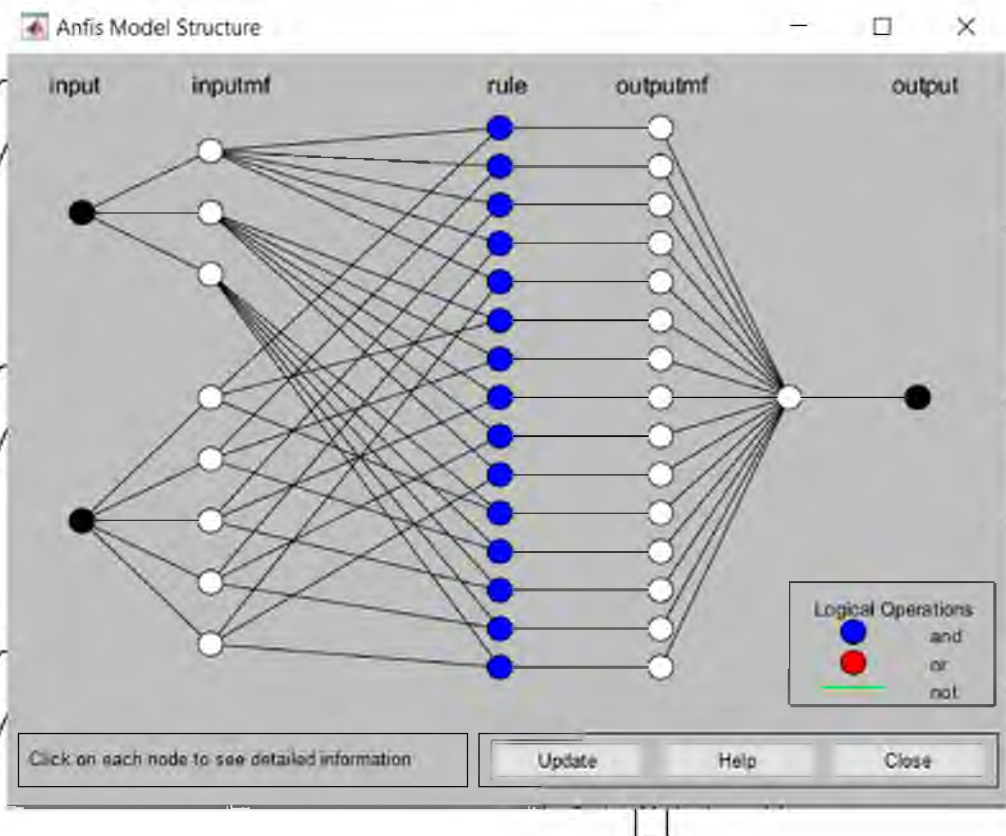 Anfis Model Structure
input inputmf rule outputmf output
Logical Operations
and
or
not
Click on each node to see detailed information
Update Help Close